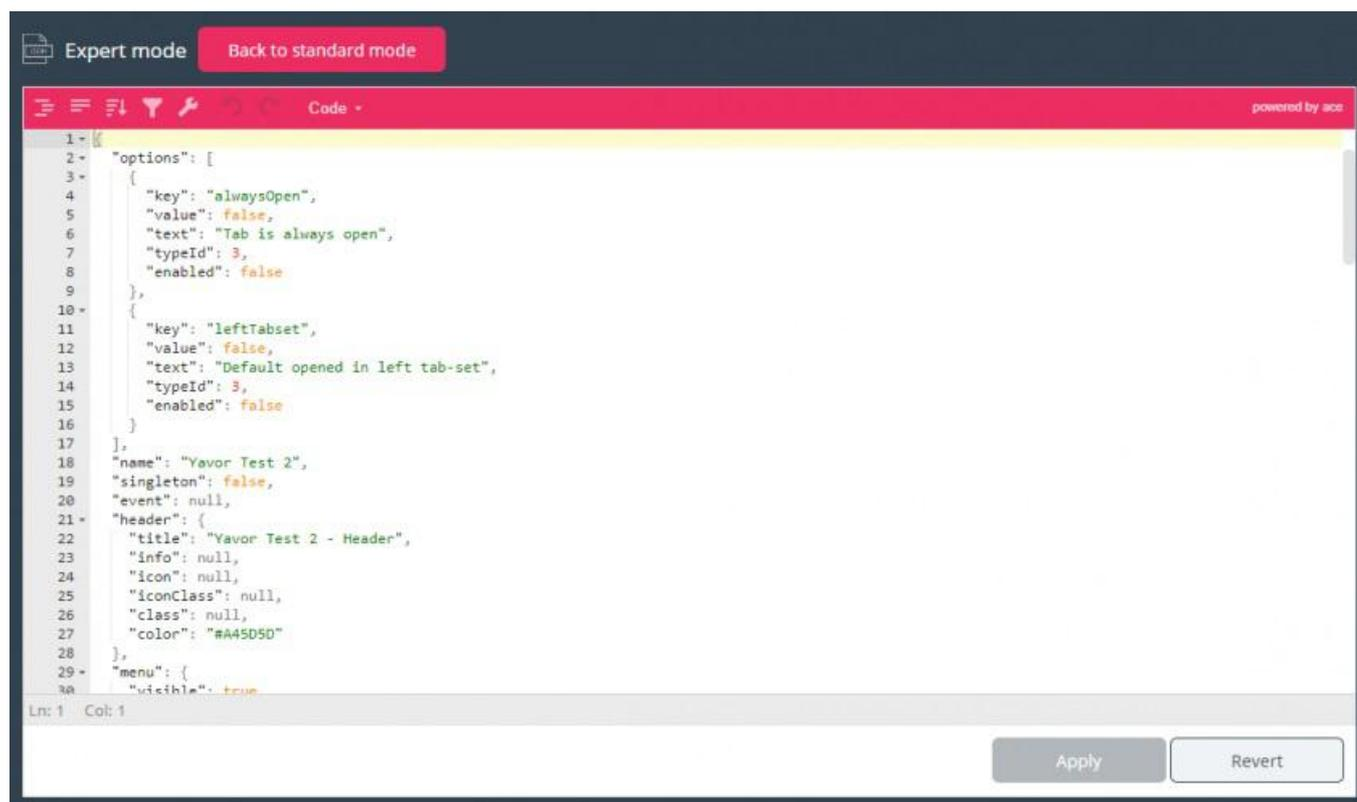 JSON
Expert mode Back to standard mode
Code powered by ace
1 {
2 "options": [
3 {
4 "key": "alwaysOpen",
5 "value": false,
6 "text": "Tab is always open",
7 "typeId": 3,
8 "enabled": false
9 },
10 {
11 "key": "leftTabset",
12 "value": false,
13 "text": "Default opened in left tab-set",
14 "typeId": 3,
15 "enabled": false
16 }
17 ],
18 "name": "Yavor Test 2",
19 "singleton": false,
20 "event": null,
21 "header": {
22 "title": "Yavor Test 2 - Header",
23 "info": null,
24 "icon": null,
25 "iconClass": null,
26 "class": null,
27 "color": "#A45D5D"
28 },
29 "menu": {
30 "visible": true
Ln: 1 Col: 1
Apply Revert